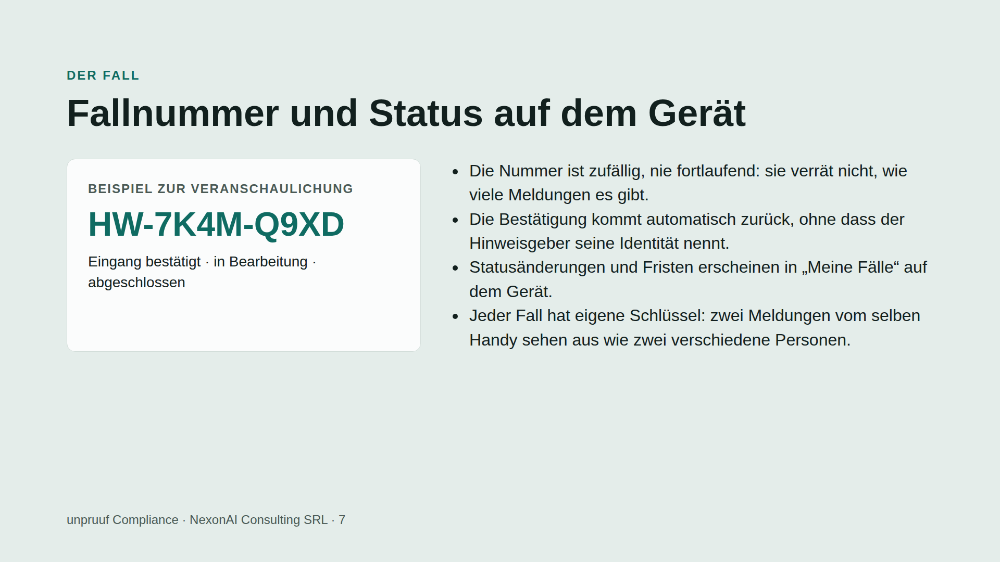 DER FALL
Fallnummer und Status auf dem Gerät
BEISPIEL ZUR VERANSCHAULICHUNG
HW-7K4M-Q9XD
Eingang bestätigt · in Bearbeitung ·
abgeschlossen
• Die Nummer ist zufällig, nie fortlaufend: sie verrät nicht, wie
viele Meldungen es gibt.
• Die Bestätigung kommt automatisch zurück, ohne dass der
Hinweisgeber seine Identität nennt.
• Statusänderungen und Fristen erscheinen in „Meine Fälle“ auf
dem Gerät.
• Jeder Fall hat eigene Schlüssel: zwei Meldungen vom selben
Handy sehen aus wie zwei verschiedene Personen.
unpruuf Compliance · NexonAI Consulting SRL · 7